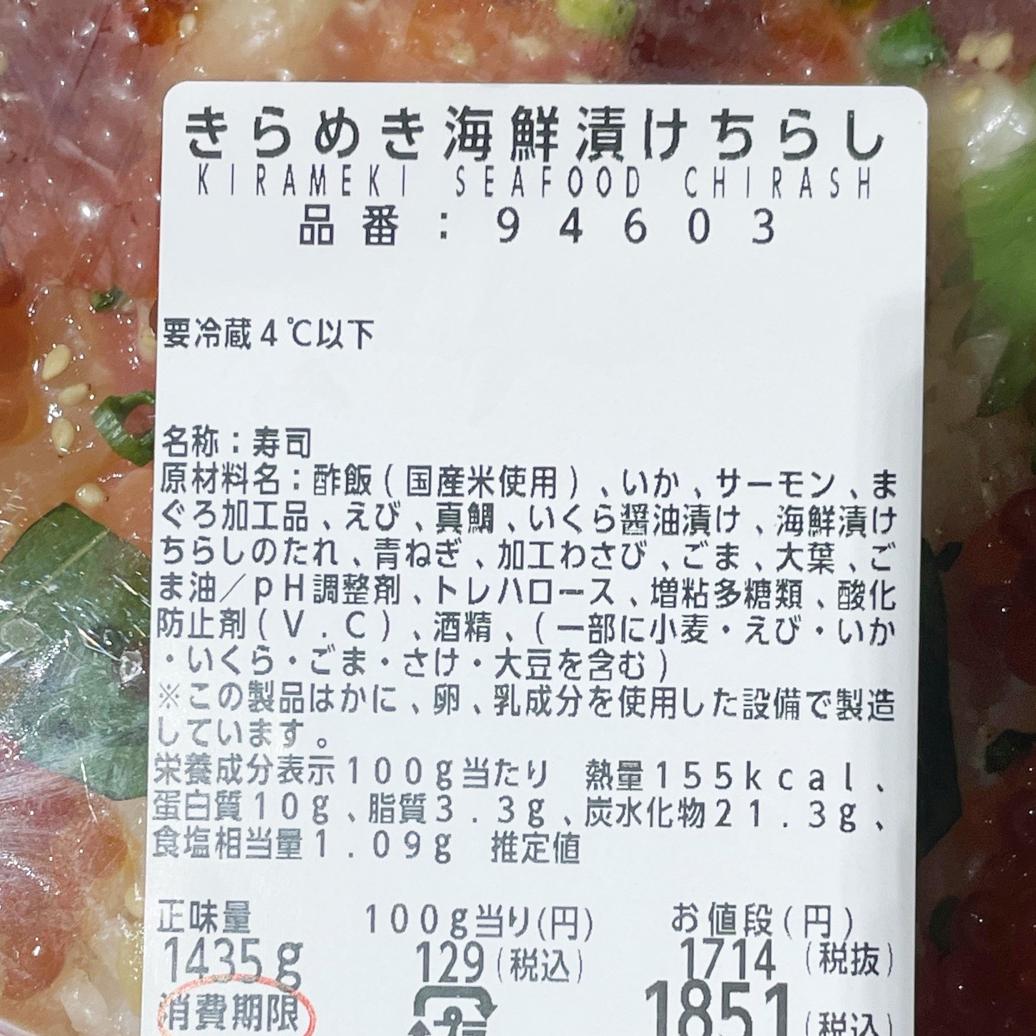 きらめき海鮮漬けちらし
KIRAMEKI SEAFOOD CHIRASH
品番：94603
要冷蔵4℃以下
名称：寿司
原材料名：酢飯(国産米使用)、いか、サーモン、ま
ぐろ加工品、えび、真鯛、いくら醤油漬け、海鮮漬け
ちらしのたれ、青ねぎ、加工わさび、ごま、大葉、ご
ま油／pH調整剤、トレハロース、増粘多糖類、酸化
防止剤(V.C)、酒精、(一部に小麦・えび・いか
・いくら・ごま・さけ・大豆を含む)
※この製品はかに、卵、乳成分を使用した設備で製造
しています。
栄養成分表示100g当たり 熱量155kcal、
蛋白質10g、脂質3.3g、炭水化物21.3g、
食塩相当量1.09g 推定値
正味量 100g当り(円) お値段(円)
1435g 129(税込) 1714(税抜)
消費期限 1851(税込)